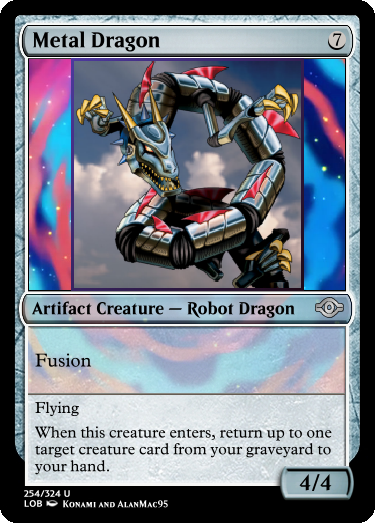 Metal Dragon 7
Artifact Creature — Robot Dragon
Fusion
Flying
When this creature enters, return up to one
target creature card from your graveyard to
your hand.
4/4
254/324 U
LOB Konami and AlanMac95